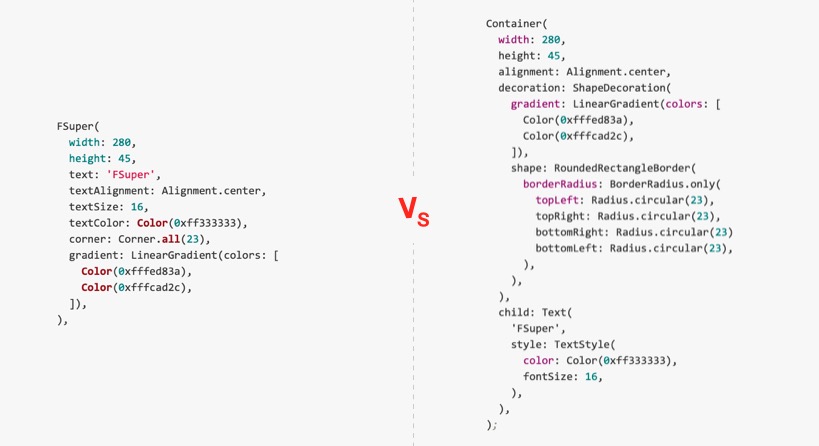 FSuper(
  width: 280,
  height: 45,
  text: 'FSuper',
  textAlignment: Alignment.center,
  textSize: 16,
  textColor: Color(0xff333333),
  corner: Corner.all(23),
  gradient: LinearGradient(colors: [
    Color(0xfffed83a),
    Color(0xfffcad2c),
  ]),
),
Vs
Container(
  width: 280,
  height: 45,
  alignment: Alignment.center,
  decoration: ShapeDecoration(
    gradient: LinearGradient(colors: [
      Color(0xfffed83a),
      Color(0xfffcad2c),
    ]),
    shape: RoundedRectangleBorder(
      borderRadius: BorderRadius.only(
        topLeft: Radius.circular(23),
        topRight: Radius.circular(23),
        bottomRight: Radius.circular(23)
        bottomLeft: Radius.circular(23),
      ),
    ),
  ),
  child: Text(
    'FSuper',
    style: TextStyle(
      color: Color(0xff333333),
      fontSize: 16,
    ),
  ),
);